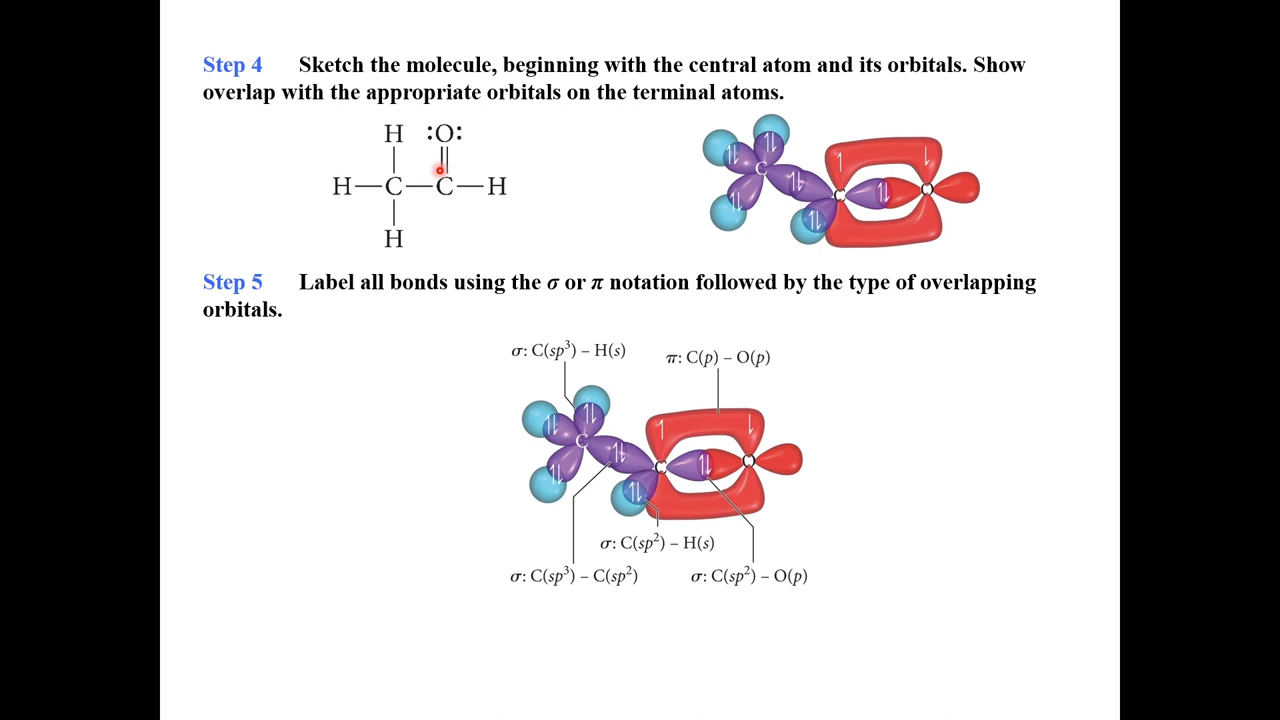 Step 4 Sketch the molecule, beginning with the central atom and its orbitals. Show
overlap with the appropriate orbitals on the terminal atoms.
H :O:
H—C—C—H
H
C C O
Step 5 Label all bonds using the σ or π notation followed by the type of overlapping
orbitals.
σ: C(sp³) – H(s) π: C(p) – O(p)
C C O
σ: C(sp²) – H(s)
σ: C(sp³) – C(sp²) σ: C(sp²) – O(p)